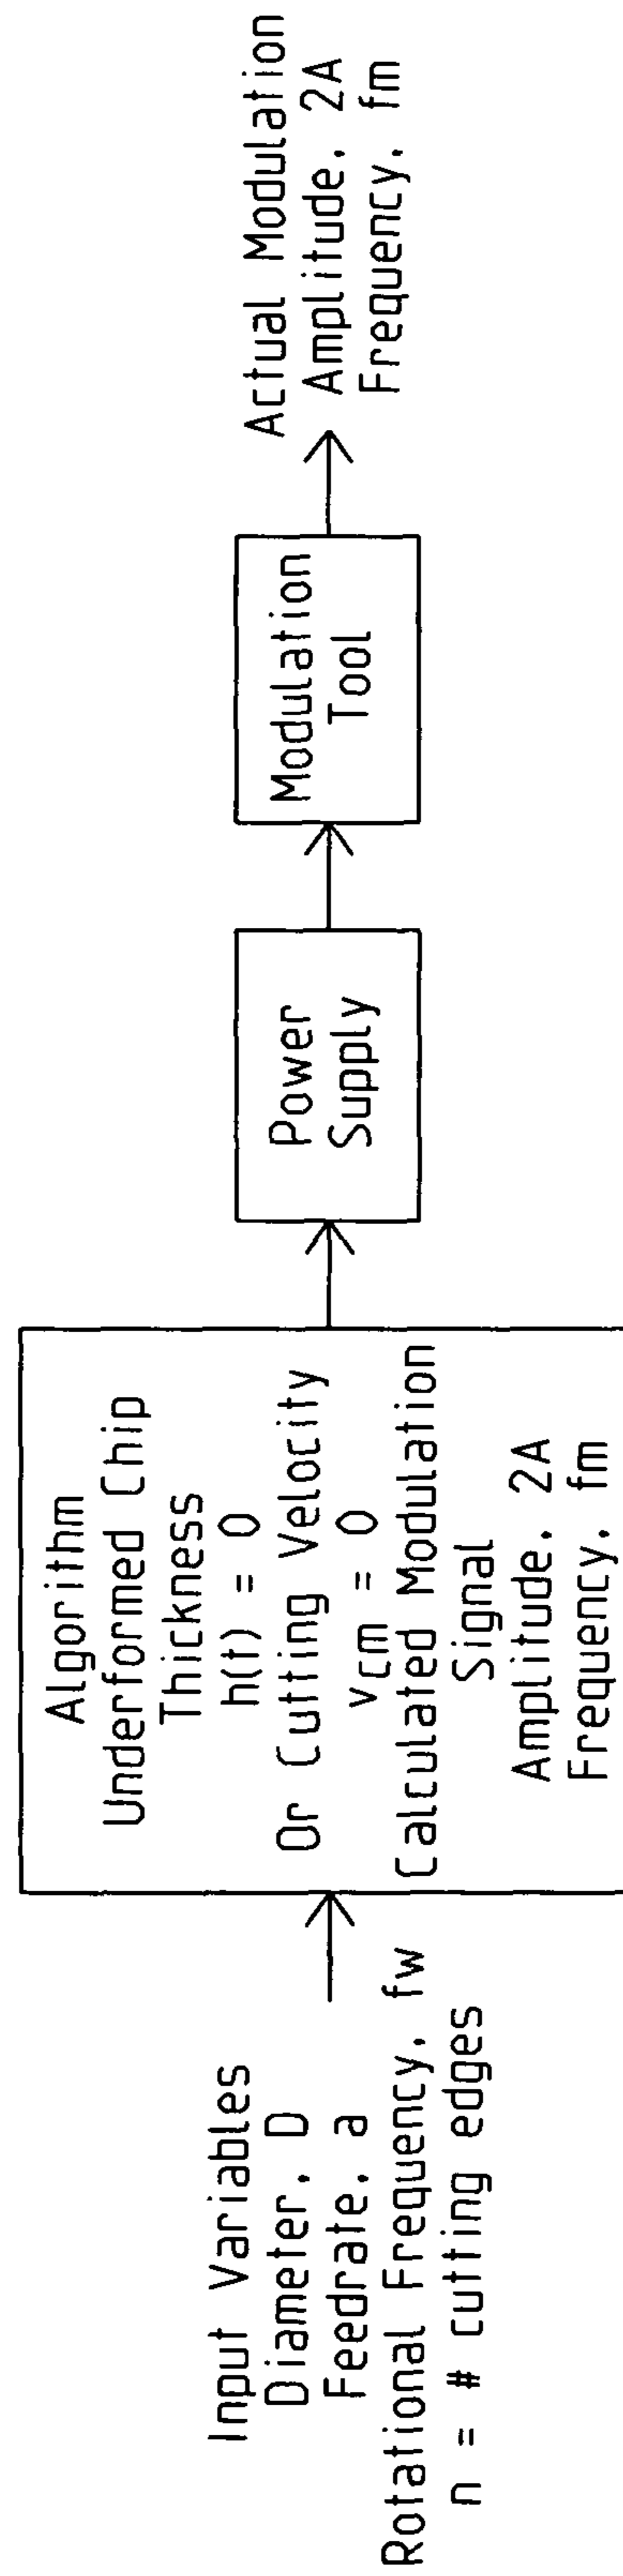 Input Variables
Diameter, D
Feedrate, a
Rotational Frequency, fw
n = # cutting edges
Algorithm
Underformed Chip
Thickness
h(t) = 0
Or Cutting Velocity
vcm = 0
Calculated Modulation
Signal
Amplitude, 2A
Frequency, fm
Power
Supply
Modulation
Tool
Actual Modulation
Amplitude, 2A
Frequency, fm